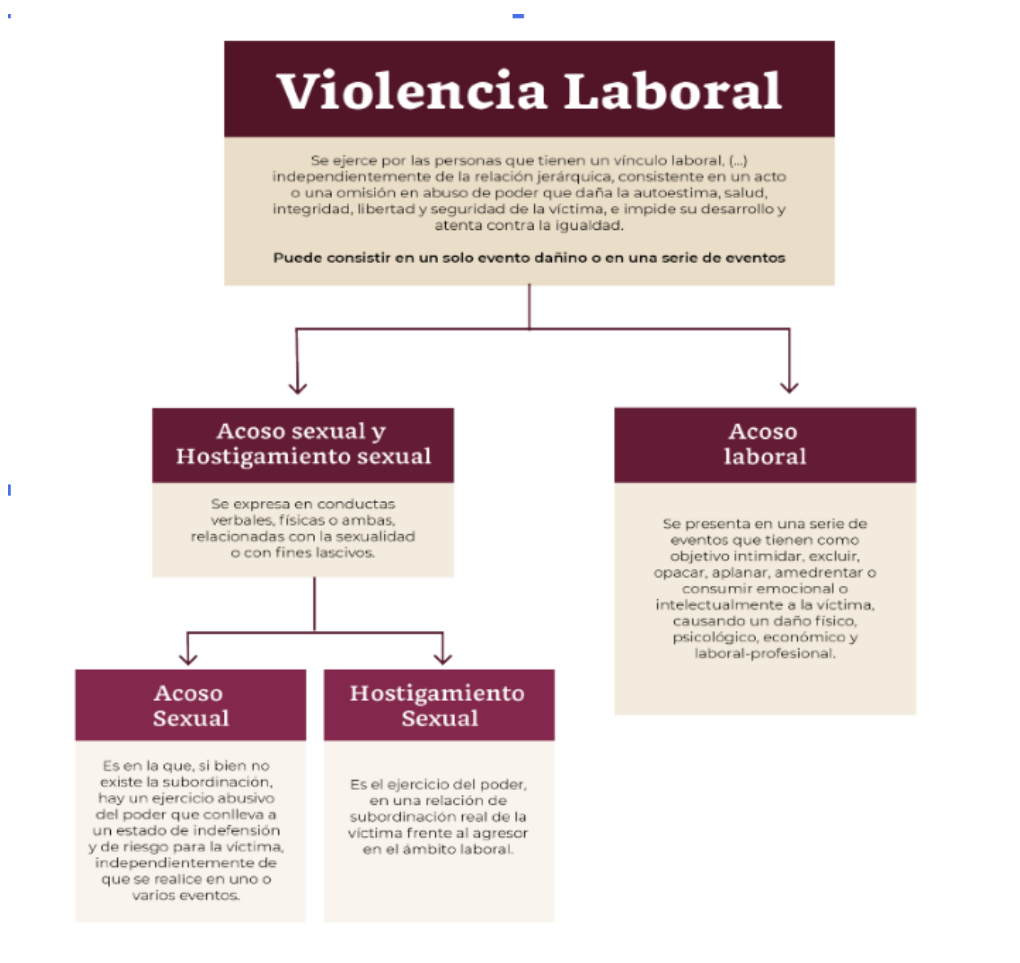 Violencia Laboral
Se ejerce por las personas que tienen un vínculo laboral, (...)
independientemente de la relación jerárquica, consistente en un acto
o una omisión en abuso de poder que daña la autoestima, salud,
integridad, libertad y seguridad de la víctima, e impide su desarrollo y
atenta contra la igualdad.
Puede consistir en un solo evento dañino o en una serie de eventos
Acoso sexual y
Hostigamiento sexual
Se expresa en conductas
verbales, físicas o ambas,
relacionadas con la sexualidad
o con fines lascivos.
Acoso
laboral
Se presenta en una serie de
eventos que tienen como
objetivo intimidar, excluir,
opacar, aplanar, amedrentar o
consumir emocional o
intelectualmente a la víctima,
causando un daño físico,
psicológico, económico y
laboral-profesional.
Acoso
Sexual
Es en la que, si bien no
existe la subordinación,
hay un ejercicio abusivo
del poder que conlleva a
un estado de indefensión
y de riesgo para la víctima,
independientemente de
que se realice en uno o
varios eventos.
Hostigamiento
Sexual
Es el ejercicio del poder,
en una relación de
subordinación real de la
víctima frente al agresor
en el ámbito laboral.